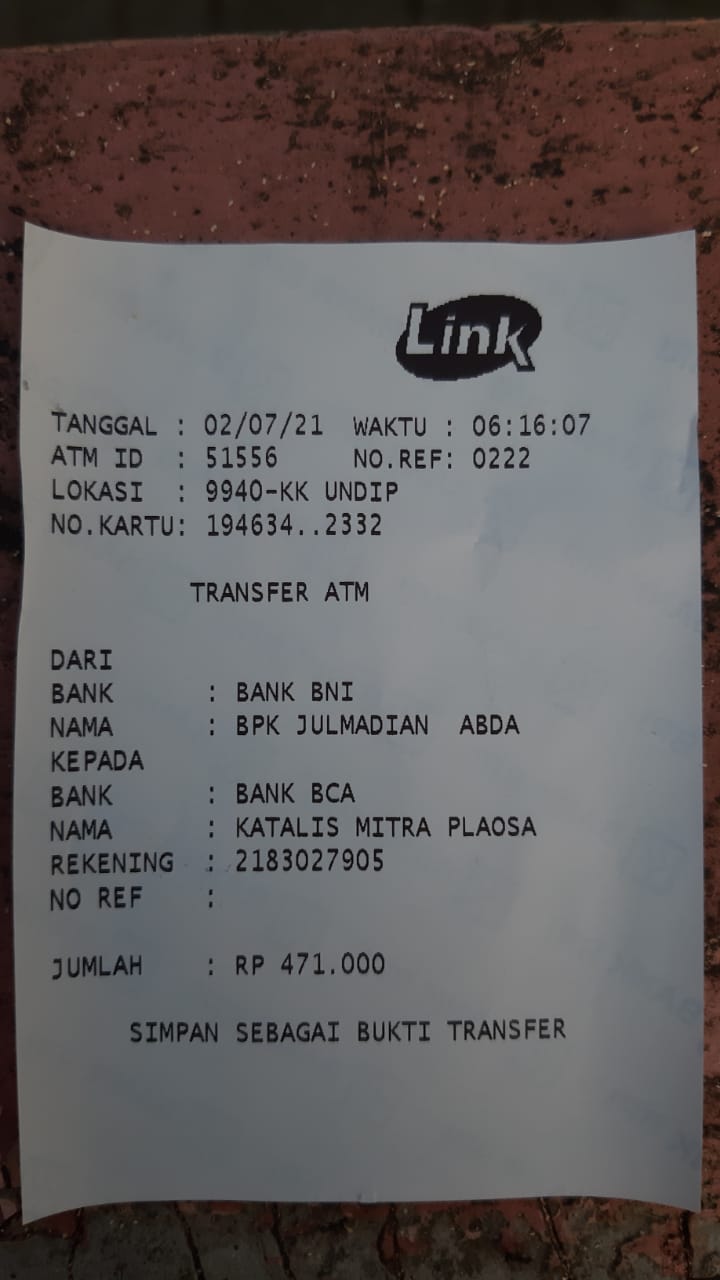 Link
TANGGAL : 02/07/21 WAKTU : 06:16:07
ATM ID : 51556 NO.REF: 0222
LOKASI : 9940-KK UNDIP
NO.KARTU: 194634..2332
TRANSFER ATM
DARI
BANK : BANK BNI
NAMA : BPK JULMADIAN ABDA
KEPADA
BANK : BANK BCA
NAMA : KATALIS MITRA PLAOSA
REKENING : 2183027905
NO REF :
JUMLAH : RP 471.000
SIMPAN SEBAGAI BUKTI TRANSFER